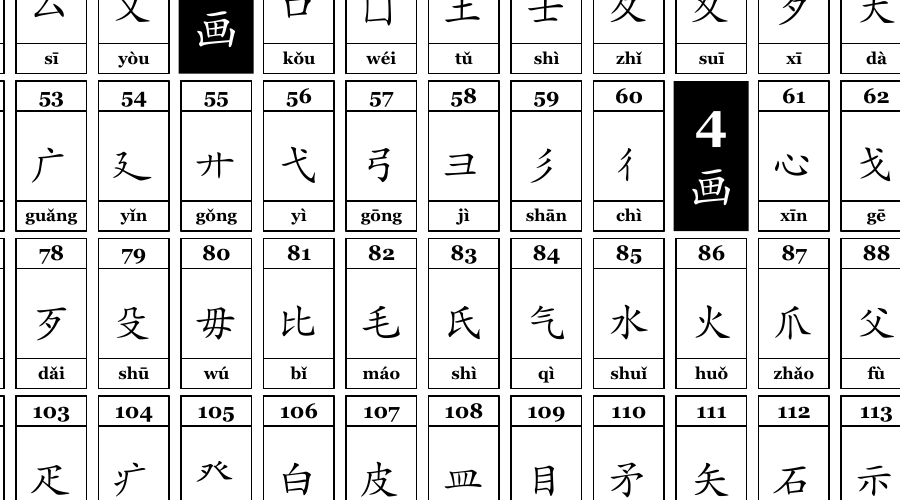 厶 又 画 口 囗 土 士 夂 夊 夕 大
sī yòu kǒu wéi tǔ shì zhǐ suī xī dà
53 54 55 56 57 58 59 60 4 61 62
广 廴 廾 弋 弓 彐 彡 彳 画 心 戈
guǎng yǐn gǒng yì gōng jì shān chì xīn gē
78 79 80 81 82 83 84 85 86 87 88
歹 殳 毋 比 毛 氏 气 水 火 爪 父
dǎi shū wú bǐ máo shì qì shuǐ huǒ zhǎo fù
103 104 105 106 107 108 109 110 111 112 113
疋 疒 癶 白 皮 皿 目 矛 矢 石 示